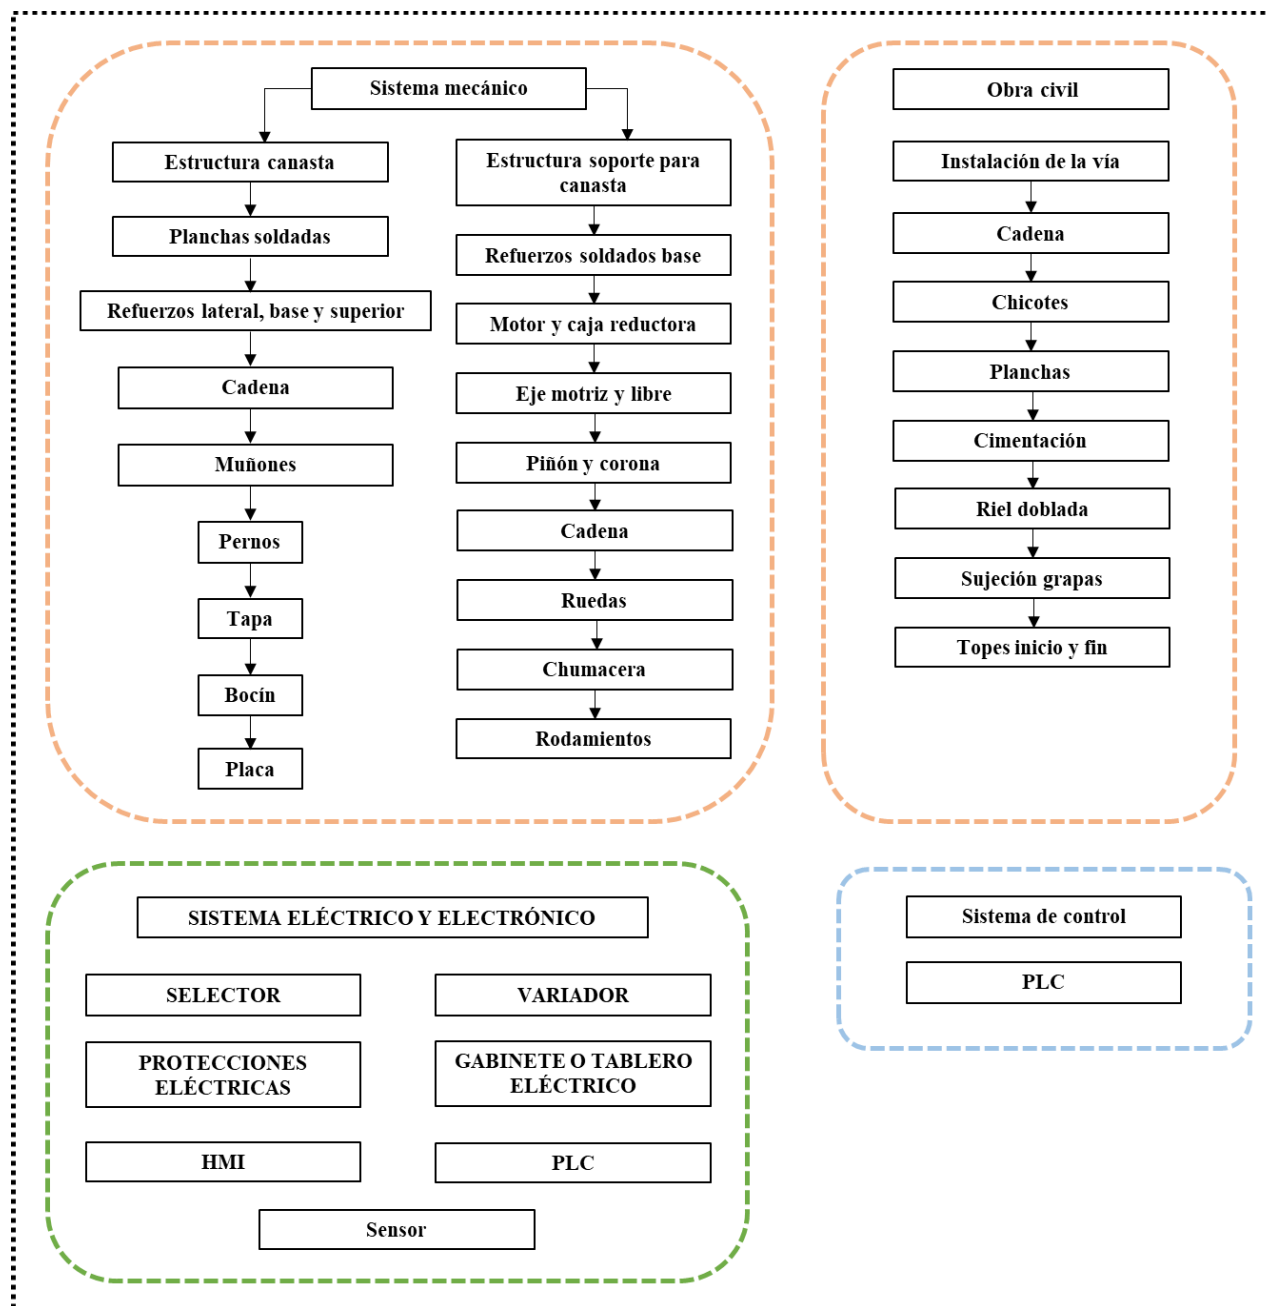 Sistema mecánico
Estructura canasta
Planchas soldadas
Refuerzos lateral, base y superior
Cadena
Muñones
Pernos
Tapa
Bocín
Placa
Estructura soporte para
canasta
Refuerzos soldados base
Motor y caja reductora
Eje motriz y libre
Piñón y corona
Cadena
Ruedas
Chumacera
Rodamientos
Obra civil
Instalación de la vía
Cadena
Chicotes
Planchas
Cimentación
Riel doblada
Sujeción grapas
Topes inicio y fin
SISTEMA ELÉCTRICO Y ELECTRÓNICO
SELECTOR
VARIADOR
PROTECCIONES
ELÉCTRICAS
GABINETE O TABLERO
ELÉCTRICO
HMI
PLC
Sensor
Sistema de control
PLC